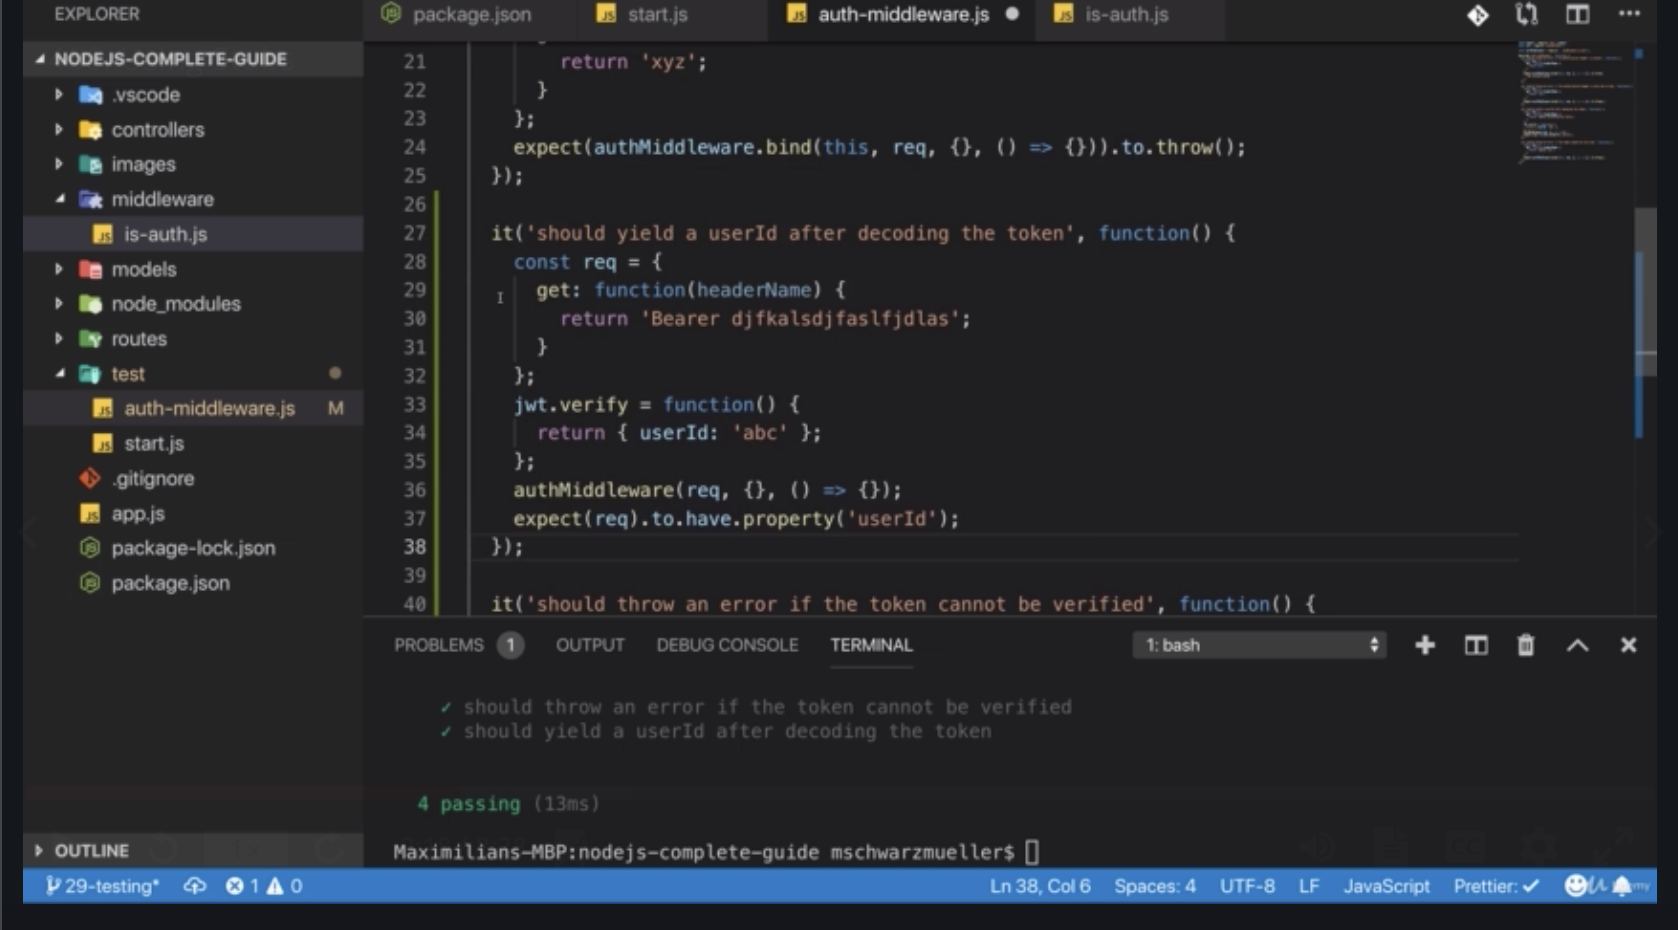 EXPLORER
package.json
start.js
auth-middleware.js
is-auth.js
NODEJS-COMPLETE-GUIDE
.vscode
controllers
images
middleware
is-auth.js
models
node_modules
routes
test
auth-middleware.js M
start.js
.gitignore
app.js
package-lock.json
package.json
OUTLINE
21 return 'xyz';
22 }
23 };
24 expect(authMiddleware.bind(this, req, {}, () => {})).to.throw();
25 });
26
27 it('should yield a userId after decoding the token', function() {
28 const req = {
29 get: function(headerName) {
30 return 'Bearer djfkalsdjfaslfjdlas';
31 }
32 };
33 jwt.verify = function() {
34 return { userId: 'abc' };
35 };
36 authMiddleware(req, {}, () => {});
37 expect(req).to.have.property('userId');
38 });
39
40 it('should throw an error if the token cannot be verified', function() {
PROBLEMS 1 OUTPUT DEBUG CONSOLE TERMINAL 1: bash
✓ should throw an error if the token cannot be verified
✓ should yield a userId after decoding the token
4 passing (13ms)
Maximilians-MBP:nodejs-complete-guide mschwarzmueller$
29-testing* 1 0 Ln 38, Col 6 Spaces: 4 UTF-8 LF JavaScript Prettier: ✓